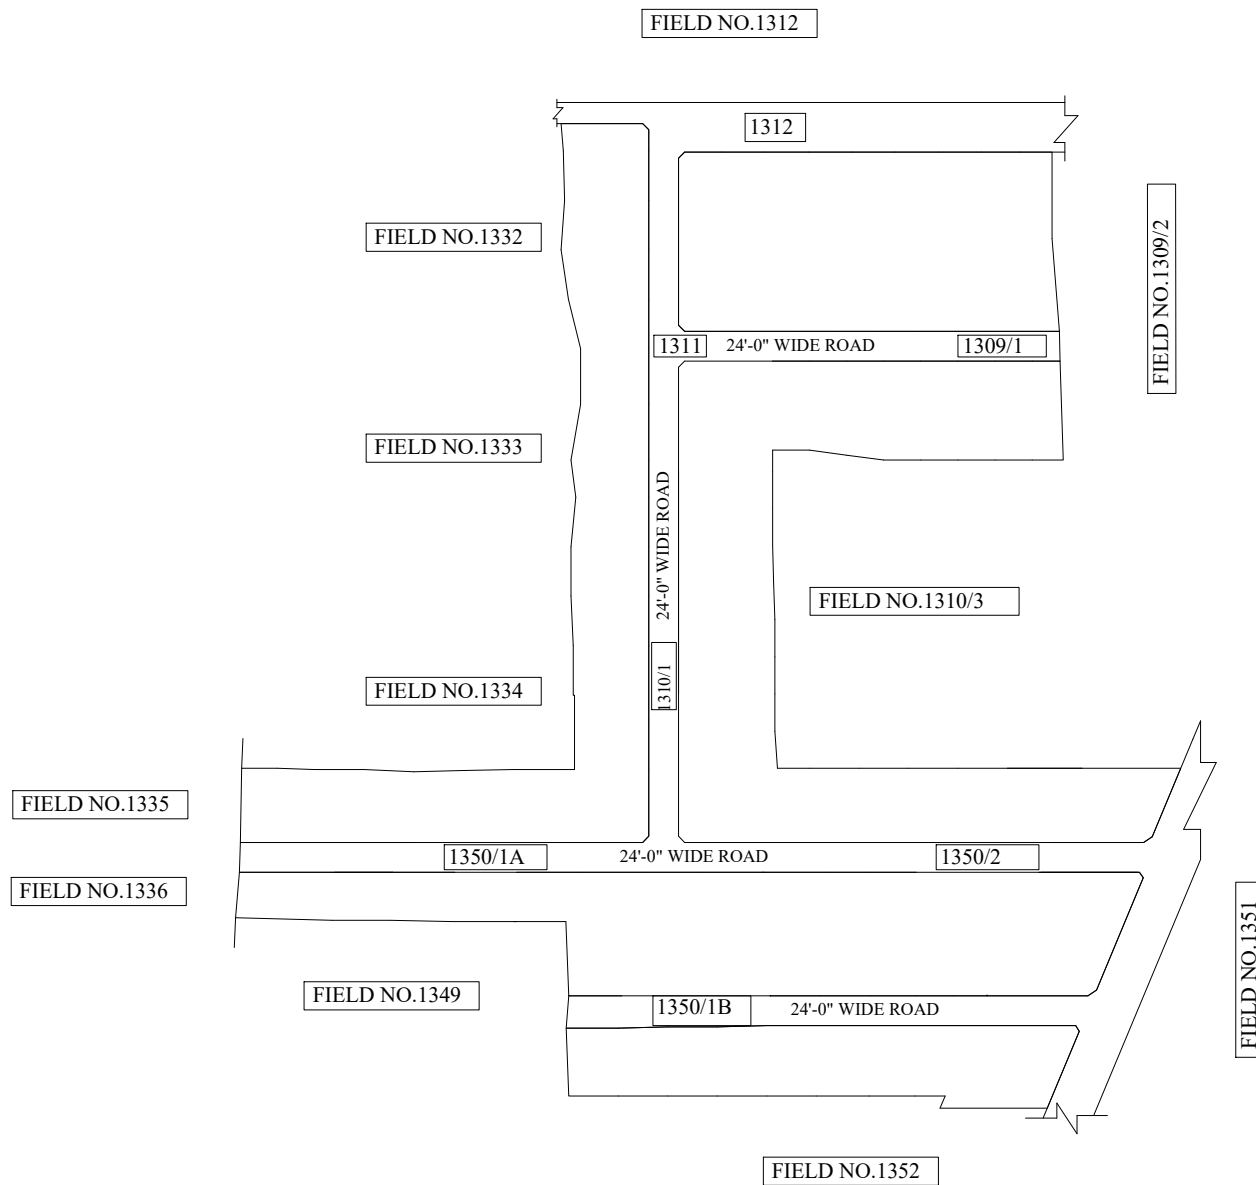 FIELD NO.1312
1312
FIELD NO.1332
FIELD NO.1309/2
1311
24'-0" WIDE ROAD
1309/1
FIELD NO.1333
24'-0" WIDE ROAD
FIELD NO.1310/3
1310/1
FIELD NO.1334
FIELD NO.1335
1350/1A
24'-0" WIDE ROAD
1350/2
FIELD NO.1336
FIELD NO.1351
FIELD NO.1349
1350/1B
24'-0" WIDE ROAD
FIELD NO.1352